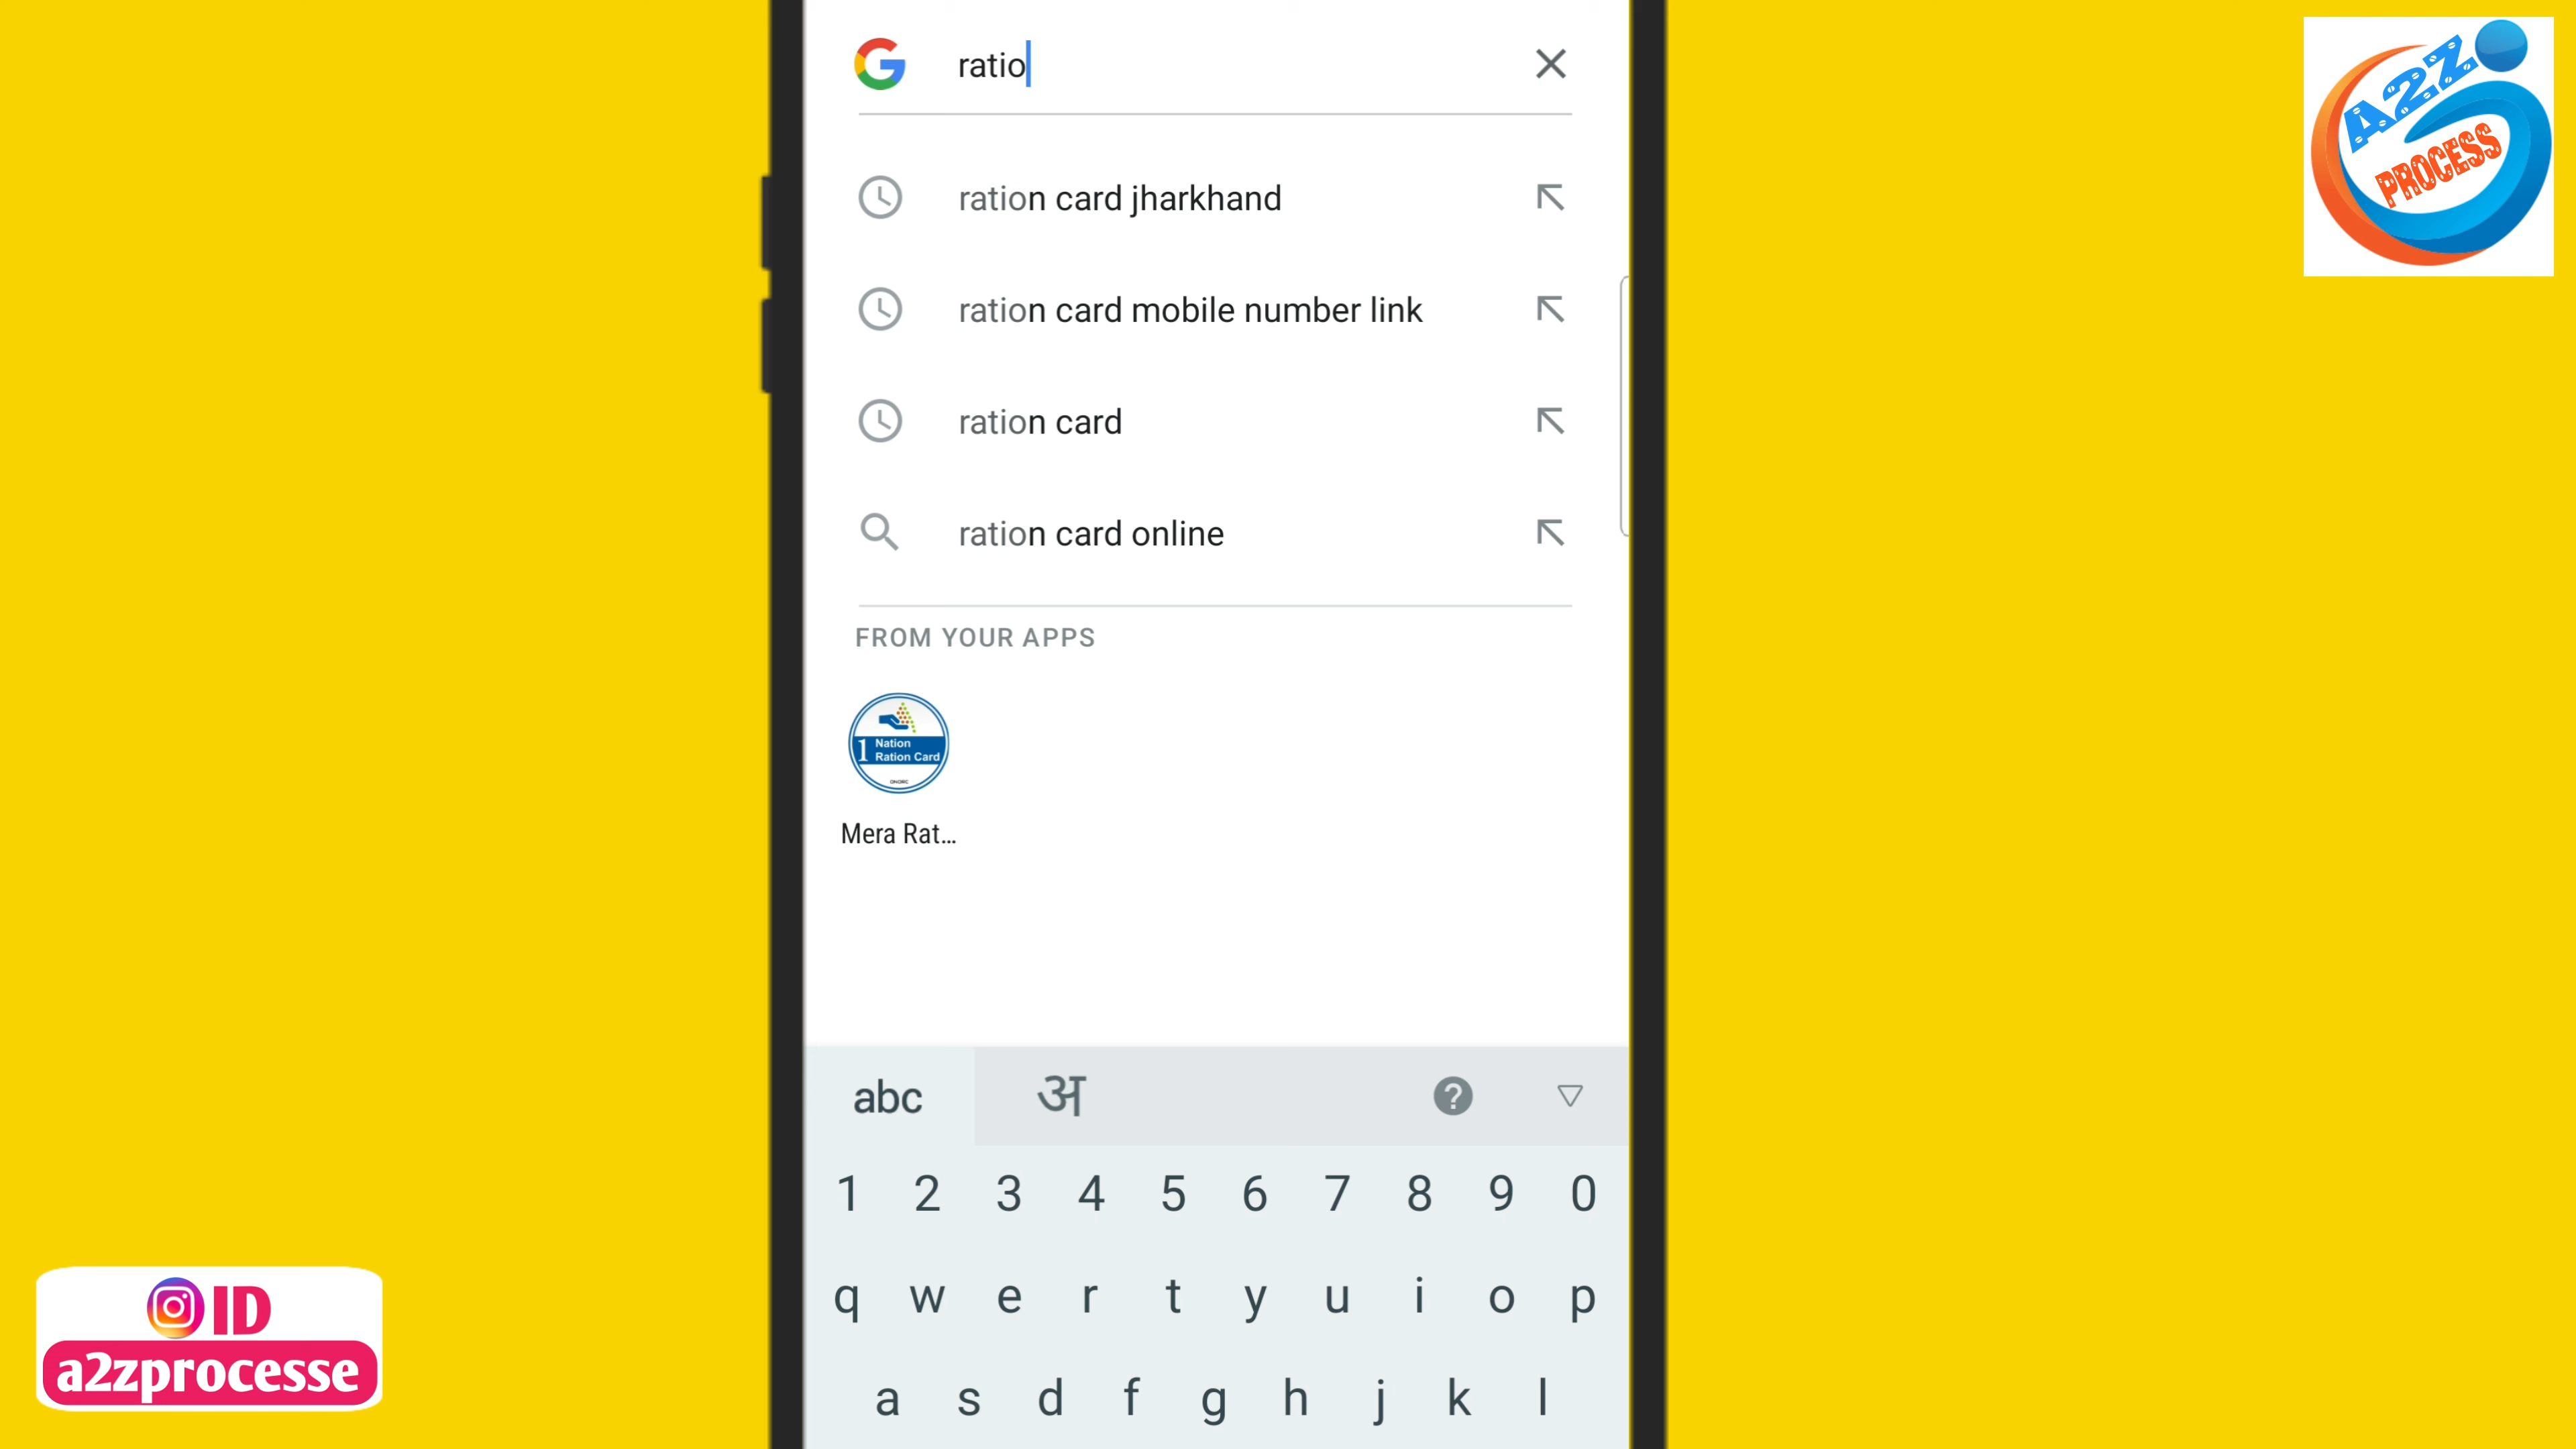 ratio
A2Z
PROCESS
ration card jharkhand
ration card mobile number link
ration card
ration card online
FROM YOUR APPS
1 Nation
Ration Card
Mera Rat...
abc अ ?
1 2 3 4 5 6 7 8 9 0
q w e r t y u i o p
a s d f g h j k l
ID
a2zprocesse